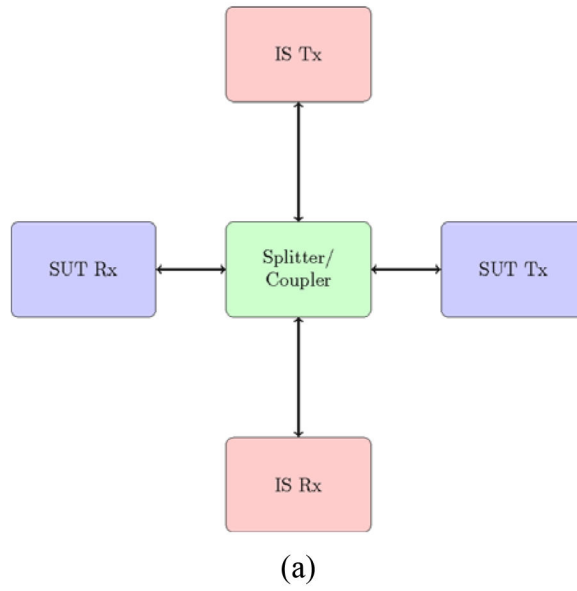 IS Tx
SUT Rx
Splitter/
Coupler
SUT Tx
IS Rx
(a)